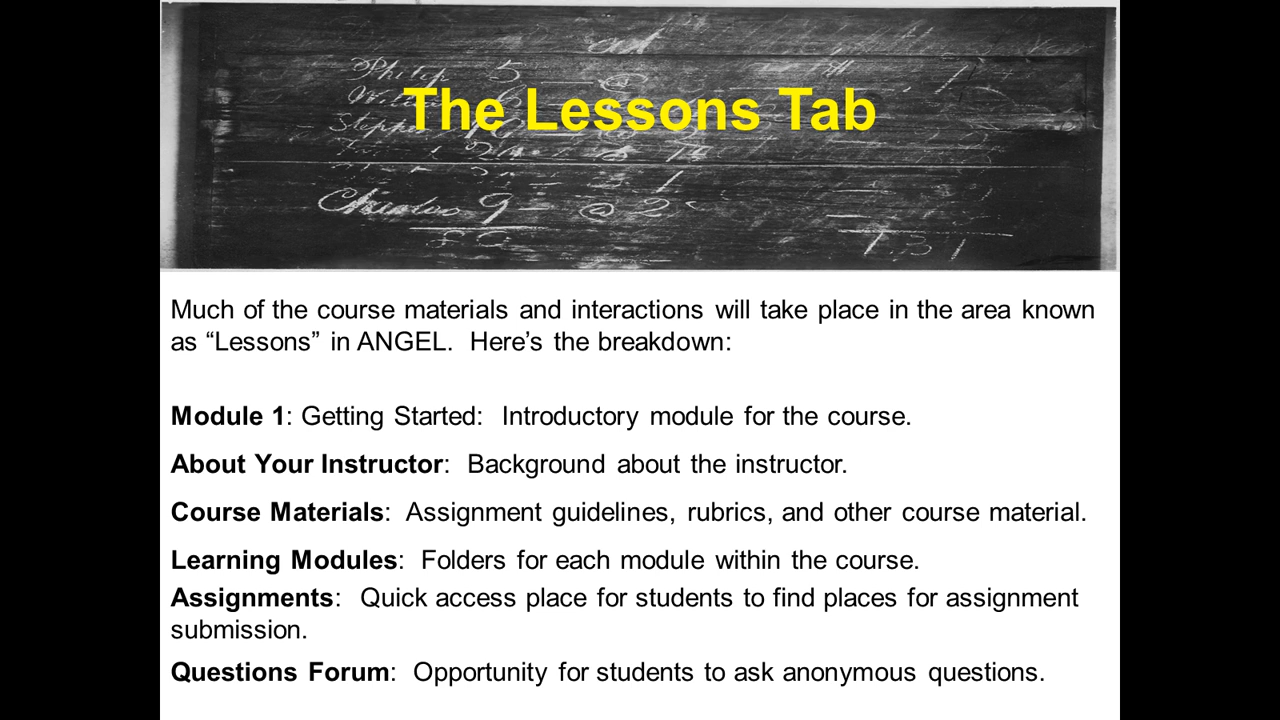 The Lessons Tab
Philip 5
@
@ 2
Much of the course materials and interactions will take place in the area known
as “Lessons” in ANGEL.  Here’s the breakdown:
Module 1: Getting Started:  Introductory module for the course.
About Your Instructor:  Background about the instructor.
Course Materials:  Assignment guidelines, rubrics, and other course material.
Learning Modules:  Folders for each module within the course.
Assignments:  Quick access place for students to find places for assignment
submission.
Questions Forum:  Opportunity for students to ask anonymous questions.